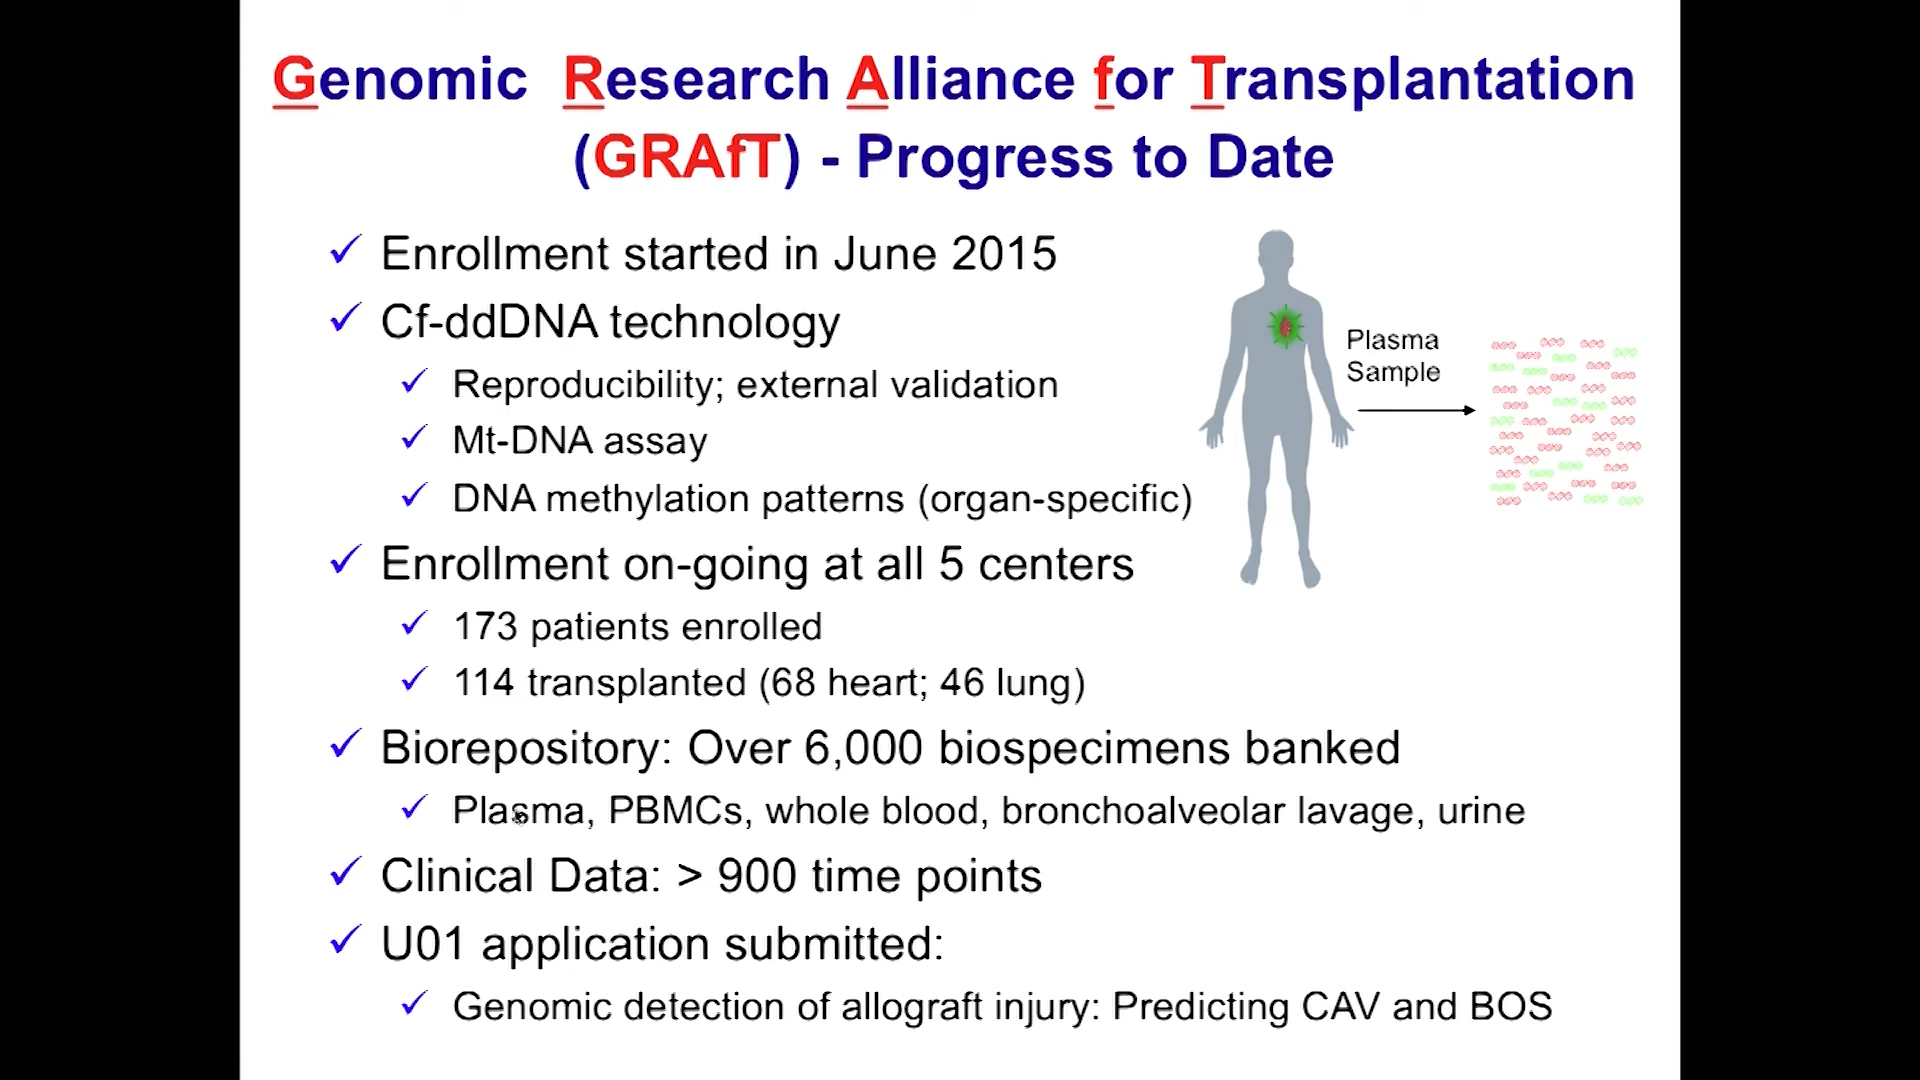 Genomic Research Alliance for Transplantation
(GRAfT) - Progress to Date
✓ Enrollment started in June 2015
✓ Cf-ddDNA technology
✓ Reproducibility; external validation
✓ Mt-DNA assay
✓ DNA methylation patterns (organ-specific)
✓ Enrollment on-going at all 5 centers
✓ 173 patients enrolled
✓ 114 transplanted (68 heart; 46 lung)
✓ Biorepository: Over 6,000 biospecimens banked
✓ Plasma, PBMCs, whole blood, bronchoalveolar lavage, urine
✓ Clinical Data: > 900 time points
✓ U01 application submitted:
✓ Genomic detection of allograft injury: Predicting CAV and BOS
Plasma
Sample